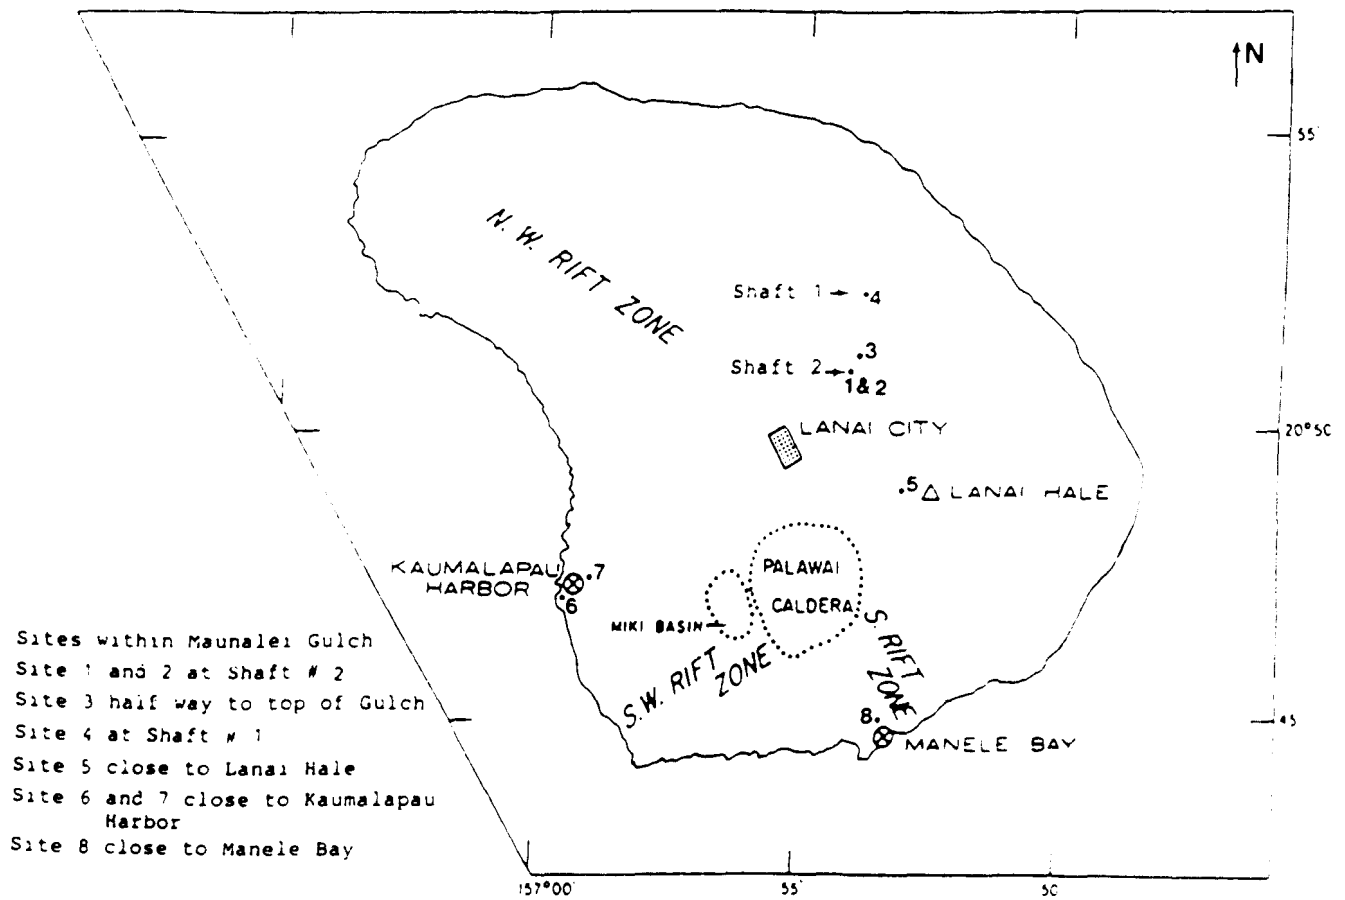 N
55'
N. W. RIFT ZONE
Shaft 1
.4
.3
Shaft 2
1&2
LANAI CITY
20°50
.5 LANAI HALE
KAUMALAPAU
HARBOR
.7
.6
PALAWAI
CALDERA
MIKI BASIN
S.W. RIFT
ZONE
S. RIFT
ZONE
8.
MANELE BAY
45
Sites within Maunalei Gulch
Site 1 and 2 at Shaft # 2
Site 3 half way to top of Gulch
Site 4 at Shaft # 1
Site 5 close to Lanai Hale
Site 6 and 7 close to Kaumalapau
Harbor
Site 8 close to Manele Bay
157°00'
55'
50